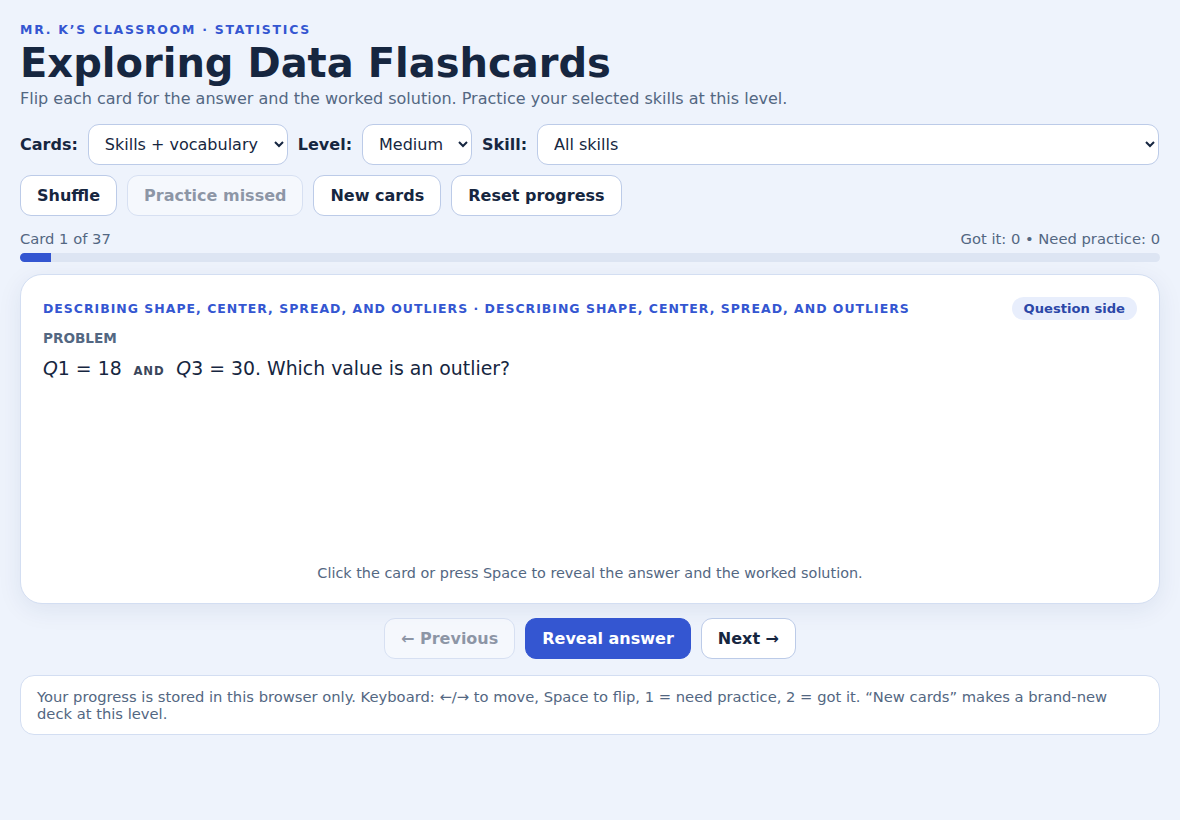 MR. K’S CLASSROOM · STATISTICS
Exploring Data Flashcards
Flip each card for the answer and the worked solution. Practice your selected skills at this level.
Cards: Skills + vocabulary Level: Medium Skill: All skills
Shuffle Practice missed New cards Reset progress
Card 1 of 37 Got it: 0 • Need practice: 0
DESCRIBING SHAPE, CENTER, SPREAD, AND OUTLIERS · DESCRIBING SHAPE, CENTER, SPREAD, AND OUTLIERS Question side
PROBLEM
Q1 = 18 AND Q3 = 30. Which value is an outlier?
Click the card or press Space to reveal the answer and the worked solution.
← Previous Reveal answer Next →
Your progress is stored in this browser only. Keyboard: ←/→ to move, Space to flip, 1 = need practice, 2 = got it. “New cards” makes a brand-new
deck at this level.